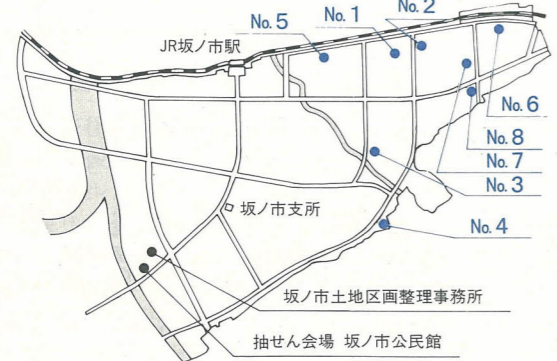 No. 5
No. 1
No. 2
JR坂ノ市駅
No. 6
No. 8
No. 7
No. 3
坂ノ市支所
No. 4
坂ノ市土地区画整理事務所
抽せん会場 坂ノ市公民館